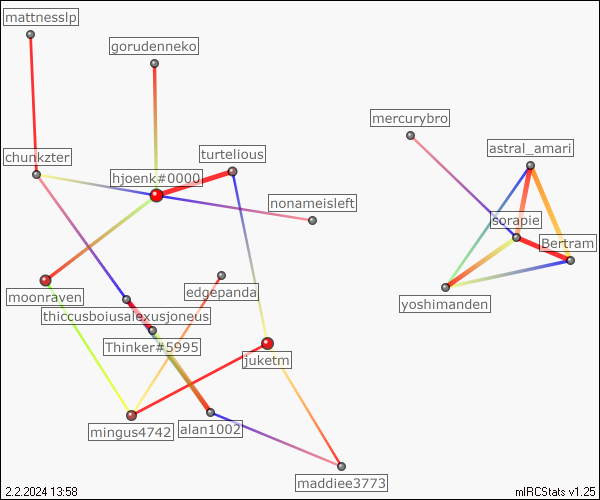 mattnesslp
gorudenneko
mercurybro
astral_amari
chunkzter
turtelious
hjoenk#0000
nonameisleft
sorapie
Bertram
moonraven
edgepanda
yoshimanden
thiccusboiusalexusjoneus
Thinker#5995
juketm
mingus4742
alan1002
maddiee3773
2.2.2024 13:58
mIRCStats v1.25